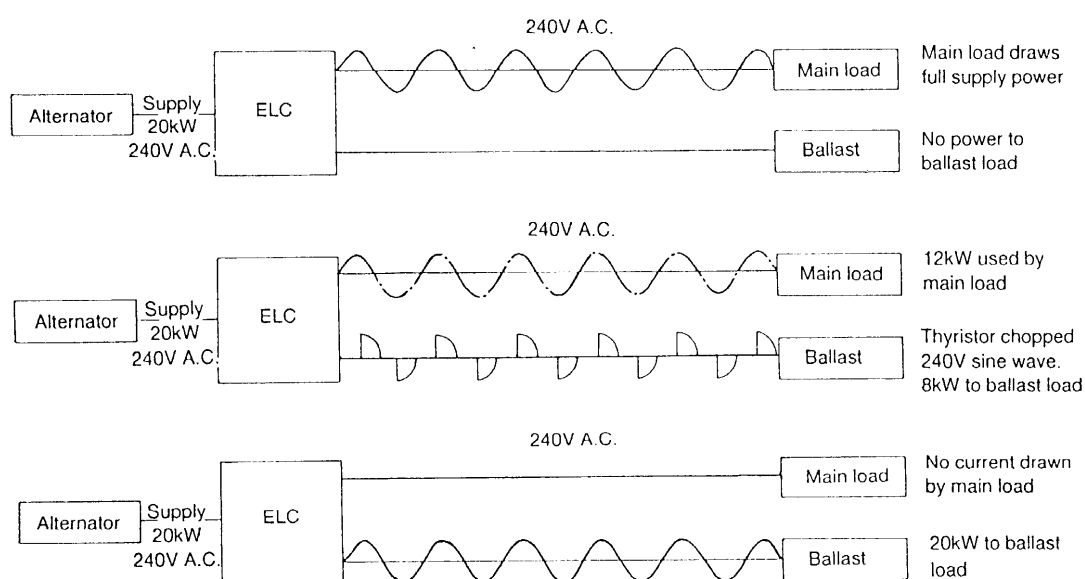 240V A.C.
Alternator
Supply
20kW
240V A.C.
ELC
Main load
Main load draws
full supply power
Ballast
No power to
ballast load
240V A.C.
Alternator
Supply
20kW
240V A.C.
ELC
Main load
12kW used by
main load
Ballast
Thyristor chopped
240V sine wave.
8kW to ballast load
240V A.C.
Alternator
Supply
20kW
240V A.C.
ELC
Main load
No current drawn
by main load
Ballast
20kW to ballast
load